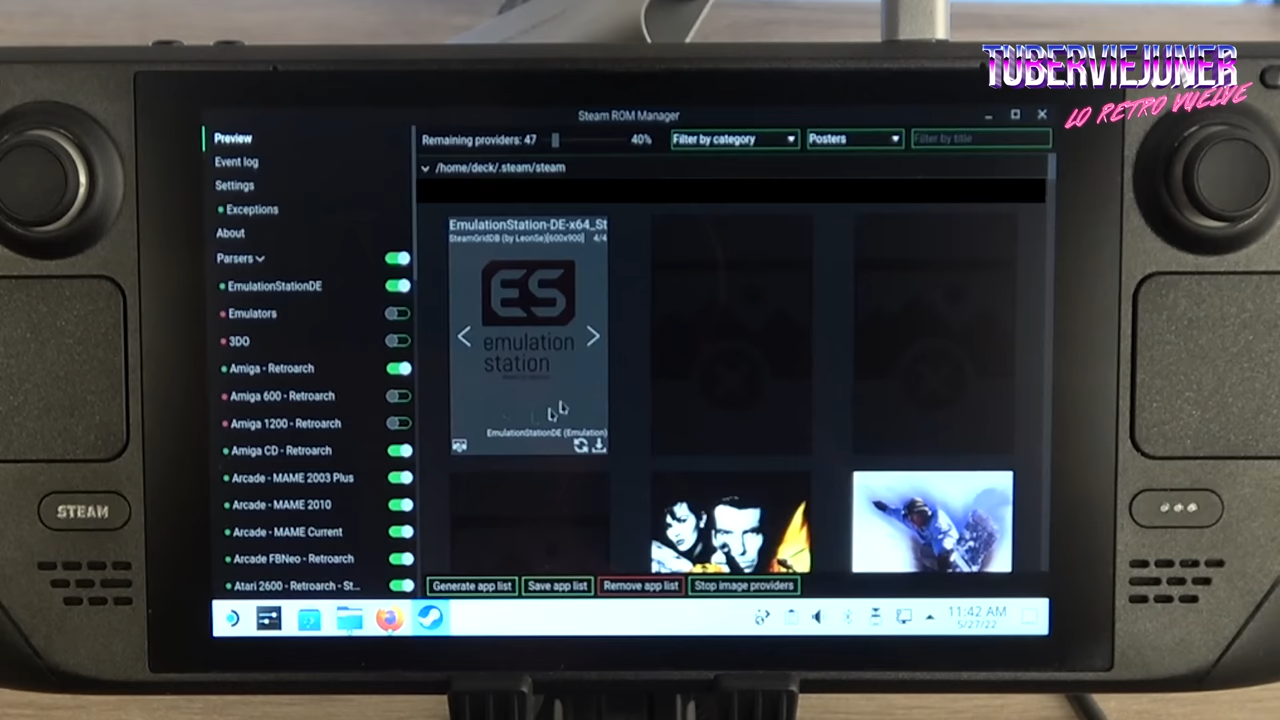 TUBERVIEJUNER
LO RETRO VUELVE
Steam ROM Manager
Preview
Event log
Settings
Exceptions
About
Parsers
EmulationStationDE
Emulators
3DO
Amiga - Retroarch
Amiga 600 - Retroarch
Amiga 1200 - Retroarch
Amiga CD - Retroarch
Arcade - MAME 2003 Plus
Arcade - MAME 2010
Arcade - MAME Current
Arcade FBNeo - Retroarch
Atari 2600 - Retroarch - St...
Remaining providers: 47 40% Filter by category Posters Filter by title
/home/deck/.steam/steam
EmulationStation-DE-x64_St
SteamGridDB (by LeonSe)[600x900] 4/4
ES
emulation
station
EmulationStationDE (Emulation)
Generate app list Save app list Remove app list Stop image providers
11:42 AM
5/27/22
STEAM